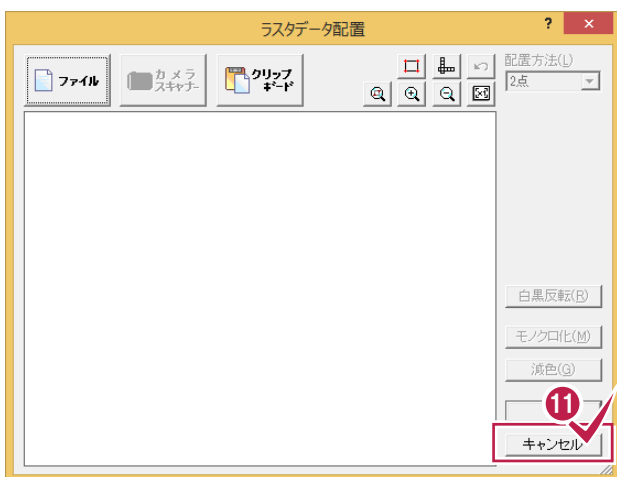 ラスタデータ配置
?
×
ファイル
カメラ
スキャナー
クリップ
ボード
配置方法(L)
2点
白黒反転(R)
モノクロ化(M)
減色(G)
11
キャンセル